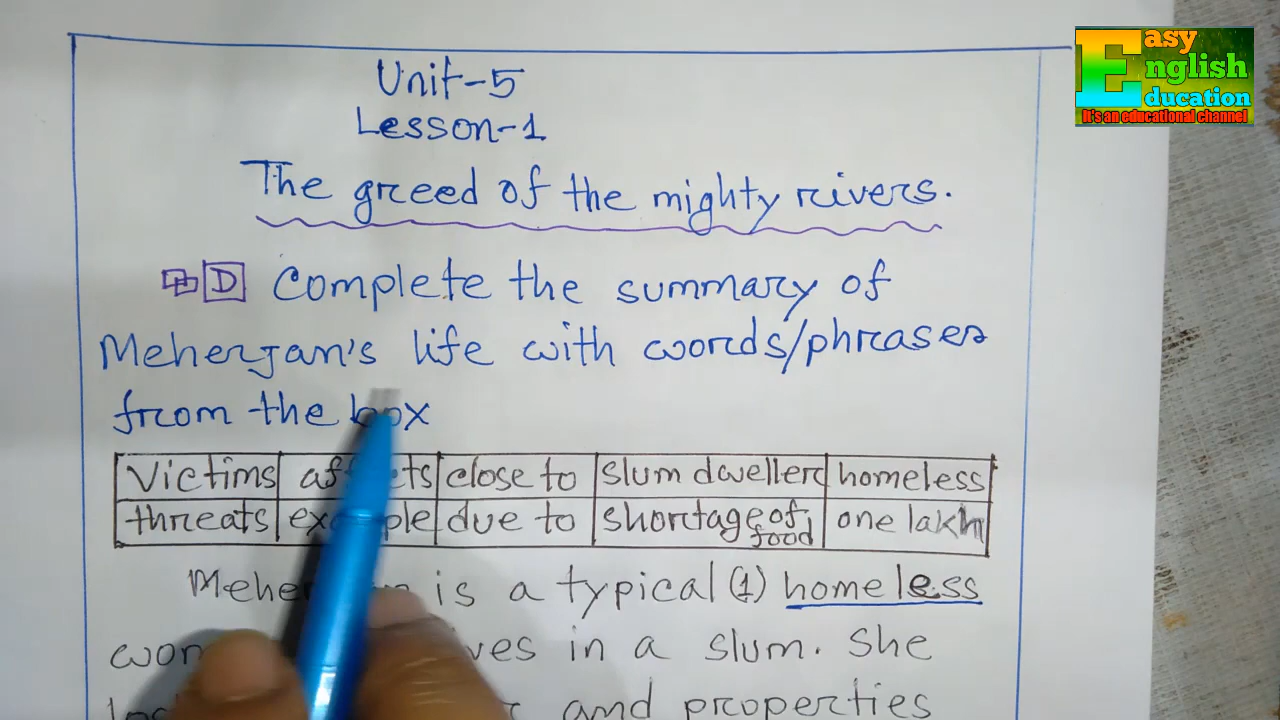 Easy
English
Education
It's an educational channel
Unit-5
Lesson-1
The greed of the mighty rivers.
D Complete the summary of
Meherjan's life with words/phrases
from the box
Victims close to slum dweller homeless
threats due to shortage of food one lakh
is a typical (1) homeless
in a slum. She
and properties